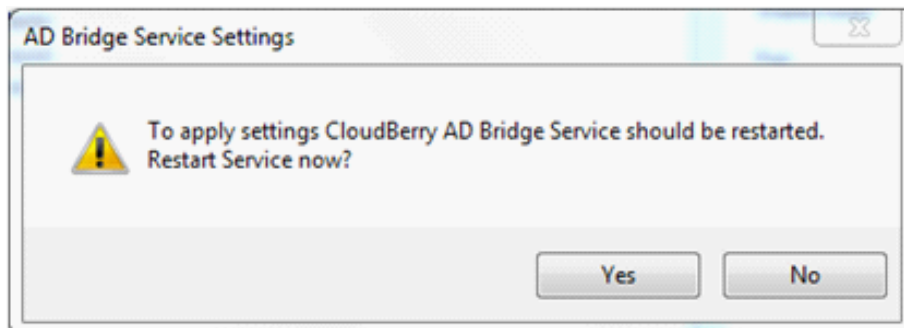 AD Bridge Service Settings
To apply settings CloudBerry AD Bridge Service should be restarted.
Restart Service now?
Yes
No